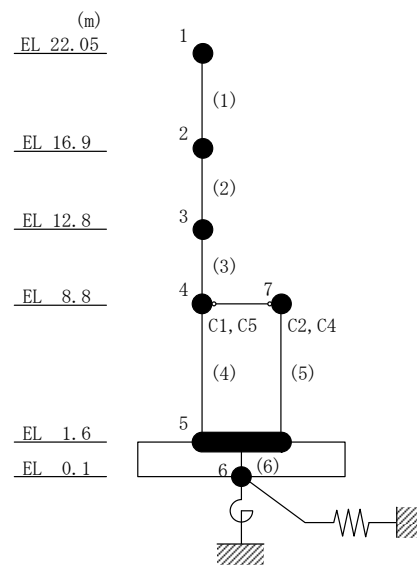 (m)
EL 22.05
1
(1)
EL 16.9
2
(2)
EL 12.8
3
(3)
EL 8.8
4
7
C1, C5
C2, C4
(4)
(5)
EL 1.6
5
EL 0.1
6
(6)